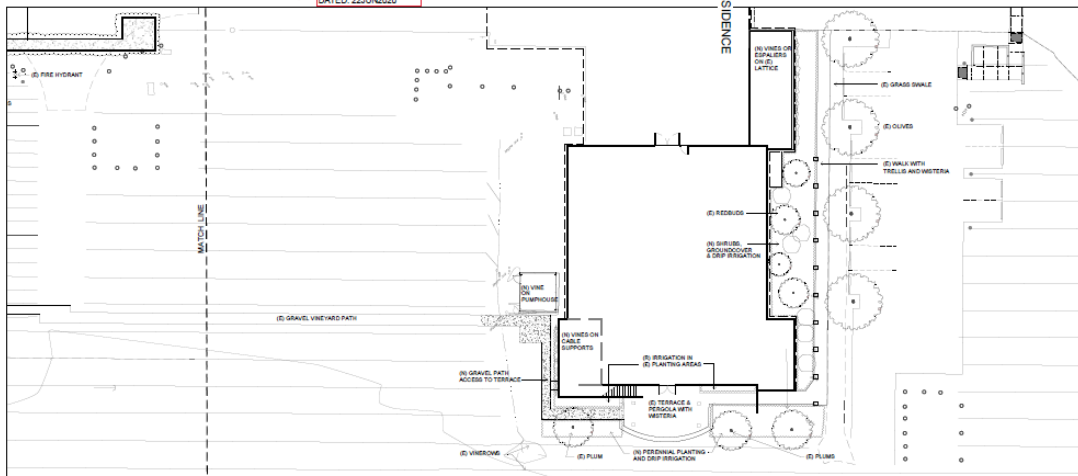 DATED: 22JUN2020
SIDENCE
(N) VINES OR
ESPALIERS
ON (E)
LATTICE
(E) FIRE HYDRANT
(E) GRASS SWALE
(E) OLIVES
(E) WALK WITH
TRELLIS AND WISTERIA
MATCH LINE
(E) REDBUDS
(N) SHRUBS,
GROUNDCOVER
& DRIP IRRIGATION
(N) VINE
ON
PUMPHOUSE
(E) GRAVEL VINEYARD PATH
(N) VINES ON
CABLE
SUPPORTS
(R) IRRIGATION IN
(E) PLANTING AREAS
(N) GRAVEL PATH
ACCESS TO TERRACE
(E) TERRACE &
PERGOLA WITH
WISTERIA
(E) VINEROWS
(E) PLUM
(N) PERENNIAL PLANTING
AND DRIP IRRIGATION
(E) PLUMS